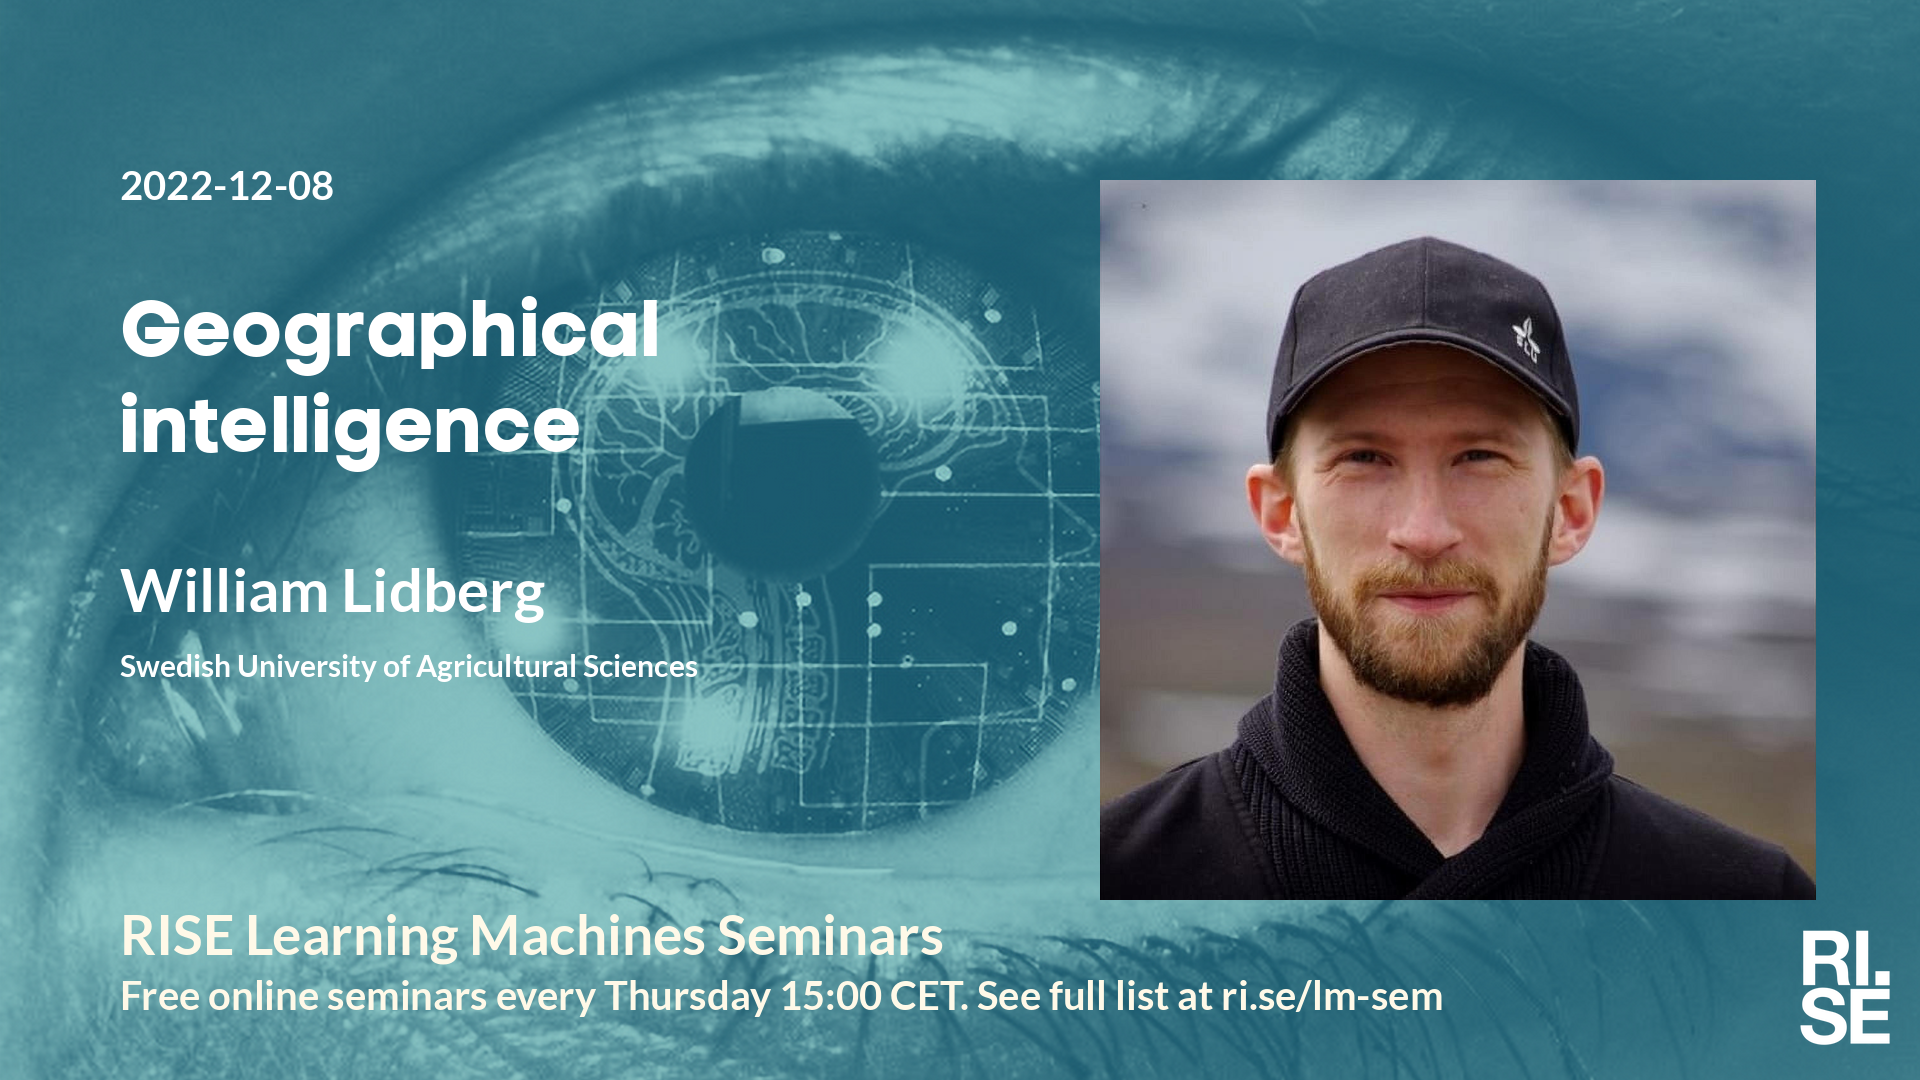 2022-12-08
Geographical
intelligence
William Lidberg
Swedish University of Agricultural Sciences
SLU
RISE Learning Machines Seminars
Free online seminars every Thursday 15:00 CET. See full list at ri.se/lm-sem
RI.
SE